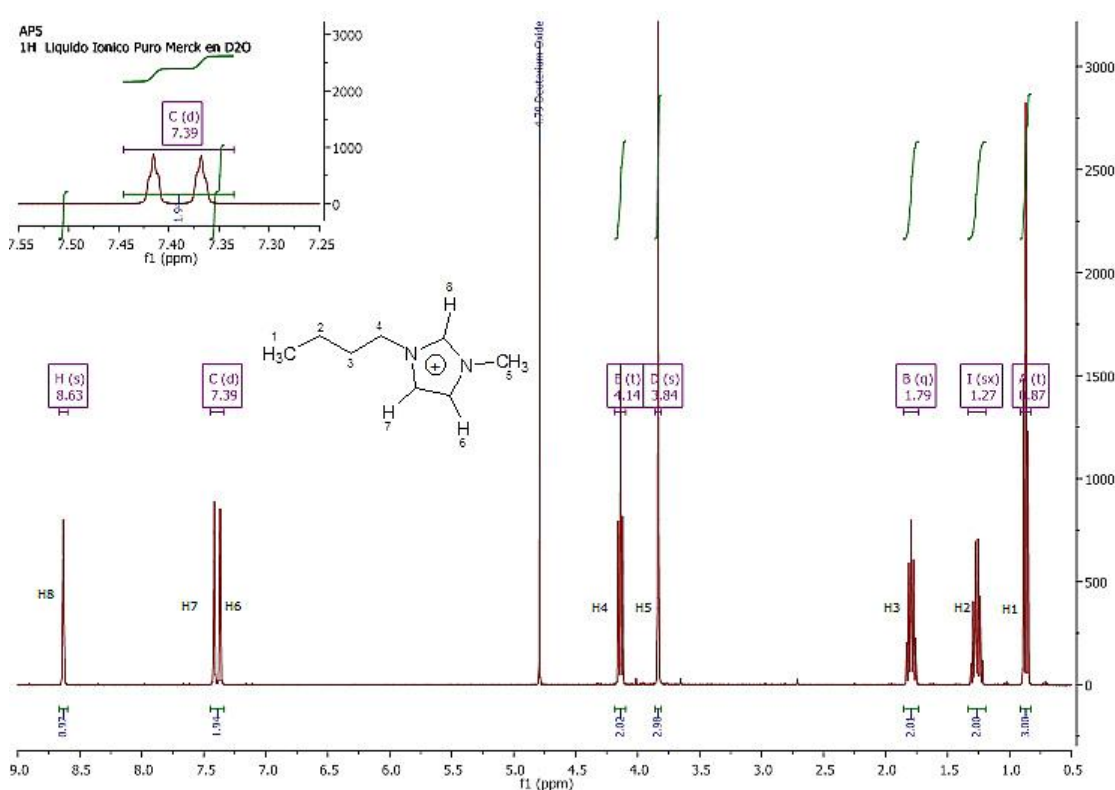 AP5
1H Liquido Ionico Puro Merck en D2O
3000
2000
1000
0
C (d)
7.39
1.9
7.55 7.50 7.45 7.40 7.35 7.30 7.25
f1 (ppm)
4.79 Deuterium Oxide
3000
2500
2000
1500
1000
500
0
8
1
H3C
2
3
4
N
N
+
CH3
5
H
H
7
H
6
H (s)
8.63
C (d)
7.39
E (t)
4.14
D (s)
3.84
B (q)
1.79
I (sx)
1.27
A (t)
0.87
H8
H7
H6
H4
H5
H3
H2
H1
0.97
1.94
2.02
2.98
2.01
2.00
3.00
9.0 8.5 8.0 7.5 7.0 6.5 6.0 5.5 5.0 4.5 4.0 3.5 3.0 2.5 2.0 1.5 1.0 0.5
f1 (ppm)